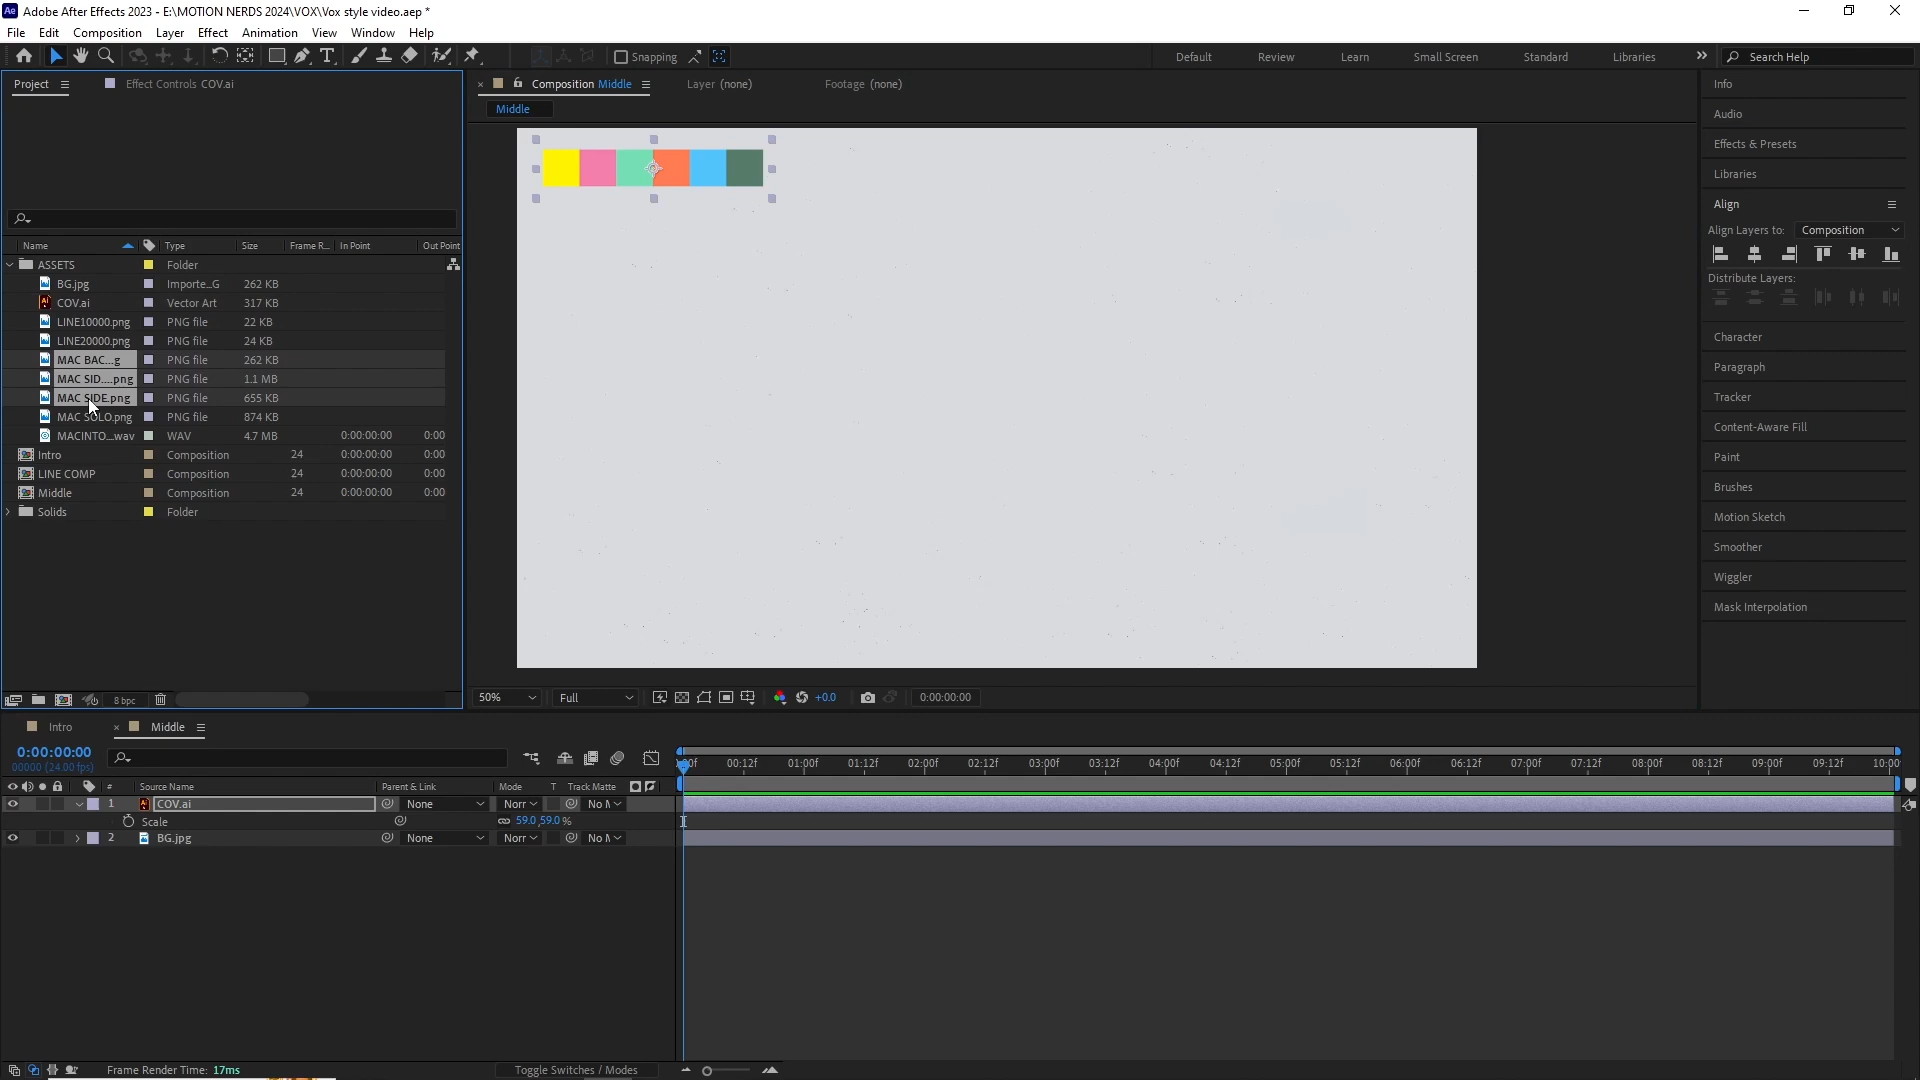 Adobe After Effects 2023 - E:\MOTION NERDS 2024\VOX\Vox style video.aep *
File Edit Composition Layer Effect Animation View Window Help
Snapping Default Review Learn Small Screen Standard Libraries Search Help
Project Effect Controls COV.ai Composition Middle Layer (none) Footage (none) Info
Middle
Audio
Effects & Presets
Libraries
Align
Align Layers to: Composition
Distribute Layers:
Character
Paragraph
Tracker
Content-Aware Fill
Paint
Brushes
Motion Sketch
Smoother
Wiggler
Mask Interpolation
Name Type Size Frame R... In Point Out Point
ASSETS Folder
BG.jpg Importe...G 262 KB
COV.ai Vector Art 317 KB
LINE10000.png PNG file 22 KB
LINE20000.png PNG file 24 KB
MAC BAC...g PNG file 262 KB
MAC SID....png PNG file 1.1 MB
MAC SIDE.png PNG file 655 KB
MAC SOLO.png PNG file 874 KB
MACINTO...wav WAV 4.7 MB 0:00:00:00 0:00
Intro Composition 24 0:00:00:00 0:00
LINE COMP Composition 24 0:00:00:00 0:00
Middle Composition 24 0:00:00:00 0:00
Solids Folder
8 bpc 50% Full +0.0 0:00:00:00
Intro Middle
0:00:00:00
00000 (24.00 fps)
00f 00:12f 01:00f 01:12f 02:00f 02:12f 03:00f 03:12f 04:00f 04:12f 05:00f 05:12f 06:00f 06:12f 07:00f 07:12f 08:00f 08:12f 09:00f 09:12f 10:00
# Source Name Parent & Link Mode T Track Matte
1 COV.ai None Norr No M
Scale 59.0,59.0 %
2 BG.jpg None Norr No M
Frame Render Time: 17ms Toggle Switches / Modes